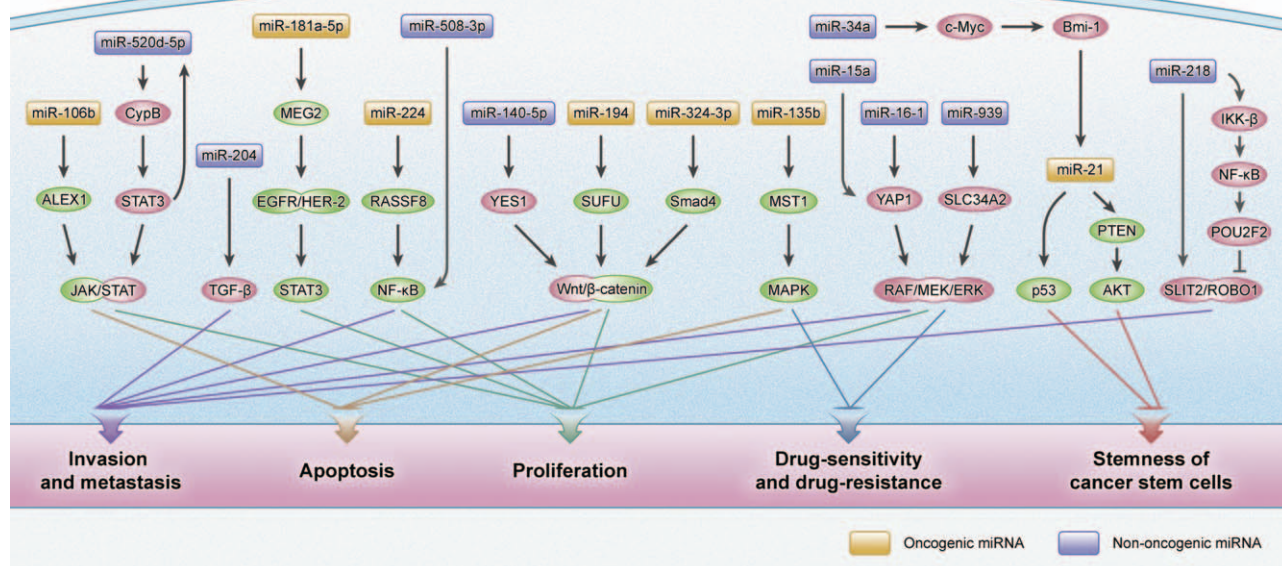 miR-181a-5p
miR-508-3p
miR-34a
c-Myc
Bmi-1
miR-520d-5p
miR-15a
miR-218
miR-106b
CypB
MEG2
miR-224
miR-140-5p
miR-194
miR-324-3p
miR-135b
miR-16-1
miR-939
IKK-β
miR-204
miR-21
NF-κB
ALEX1
STAT3
EGFR/HER-2
RASSF8
YES1
SUFU
Smad4
MST1
YAP1
SLC34A2
PTEN
POU2F2
JAK/STAT
TGF-β
STAT3
NF-κB
Wnt/β-catenin
MAPK
RAF/MEK/ERK
p53
AKT
SLIT2/ROBO1
Invasion
and metastasis
Apoptosis
Proliferation
Drug-sensitivity
and drug-resistance
Stemness of
cancer stem cells
Oncogenic miRNA
Non-oncogenic miRNA